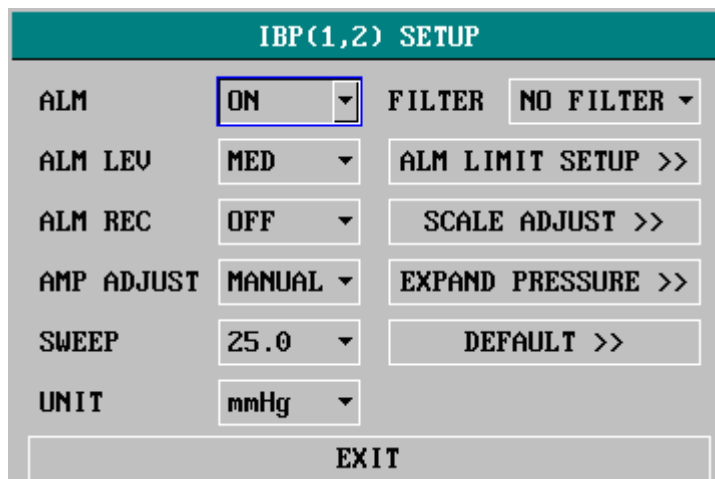 IBP(1,2) SETUP
ALM ON FILTER NO FILTER
ALM LEV MED ALM LIMIT SETUP >>
ALM REC OFF SCALE ADJUST >>
AMP ADJUST MANUAL EXPAND PRESSURE >>
SWEEP 25.0 DEFAULT >>
UNIT mmHg
EXIT